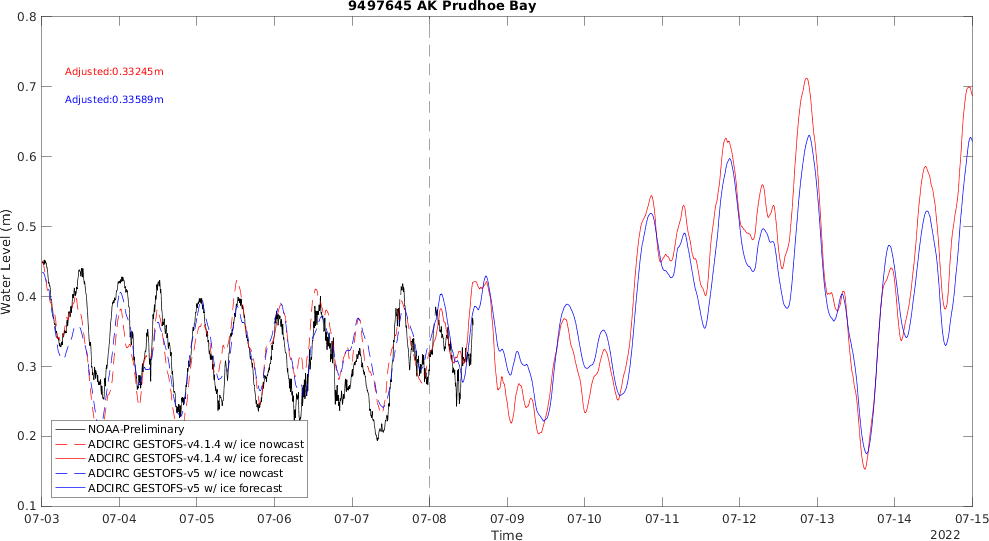 9497645 AK Prudhoe Bay
0.8
0.7
0.6
0.5
0.4
0.3
0.2
0.1
Water Level (m)
Adjusted:0.33245m
Adjusted:0.33589m
NOAA-Preliminary
ADCIRC GESTOFS-v4.1.4 w/ ice nowcast
ADCIRC GESTOFS-v4.1.4 w/ ice forecast
ADCIRC GESTOFS-v5 w/ ice nowcast
ADCIRC GESTOFS-v5 w/ ice forecast
07-03 07-04 07-05 07-06 07-07 07-08 07-09 07-10 07-11 07-12 07-13 07-14 07-15
Time
2022